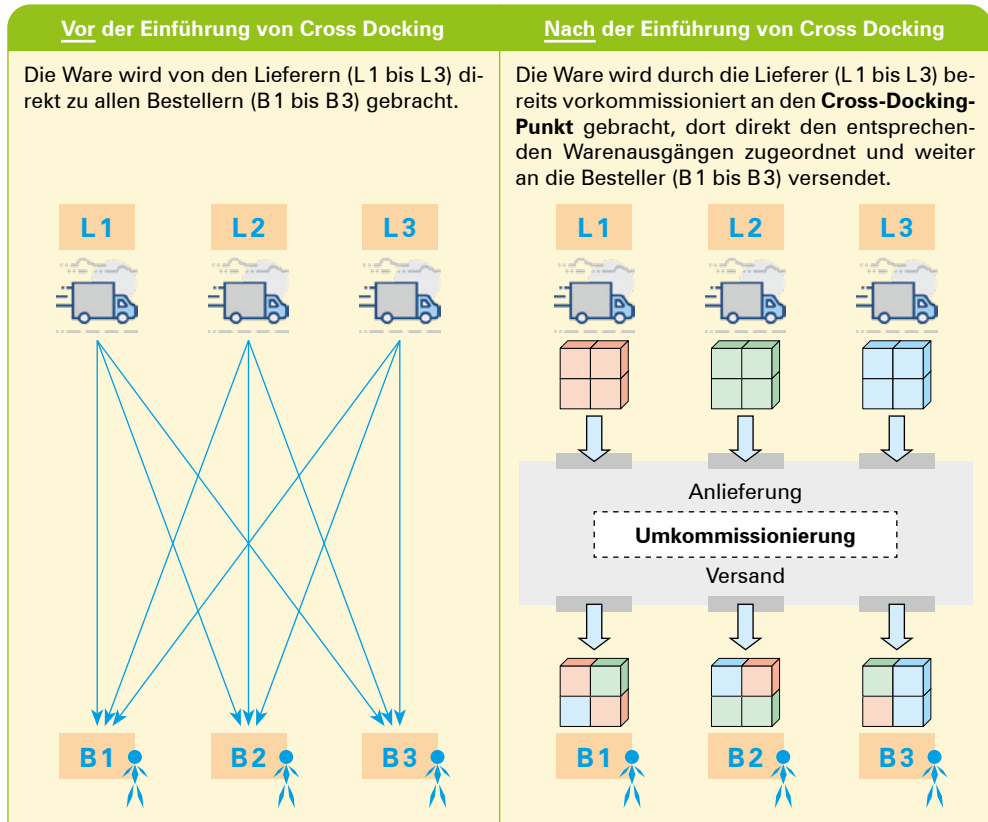 Vor der Einführung von Cross Docking
Die Ware wird von den Lieferern (L 1 bis L 3) di-
rekt zu allen Bestellern (B 1 bis B 3) gebracht.
L 1 L 2 L 3
B 1 B 2 B 3
Nach der Einführung von Cross Docking
Die Ware wird durch die Lieferer (L 1 bis L 3) be-
reits vorkommissioniert an den Cross-Docking-
Punkt gebracht, dort direkt den entsprechen-
den Warenausgängen zugeordnet und weiter
an die Besteller (B 1 bis B 3) versendet.
L 1 L 2 L 3
Anlieferung
Umkommissionierung
Versand
B 1 B 2 B 3